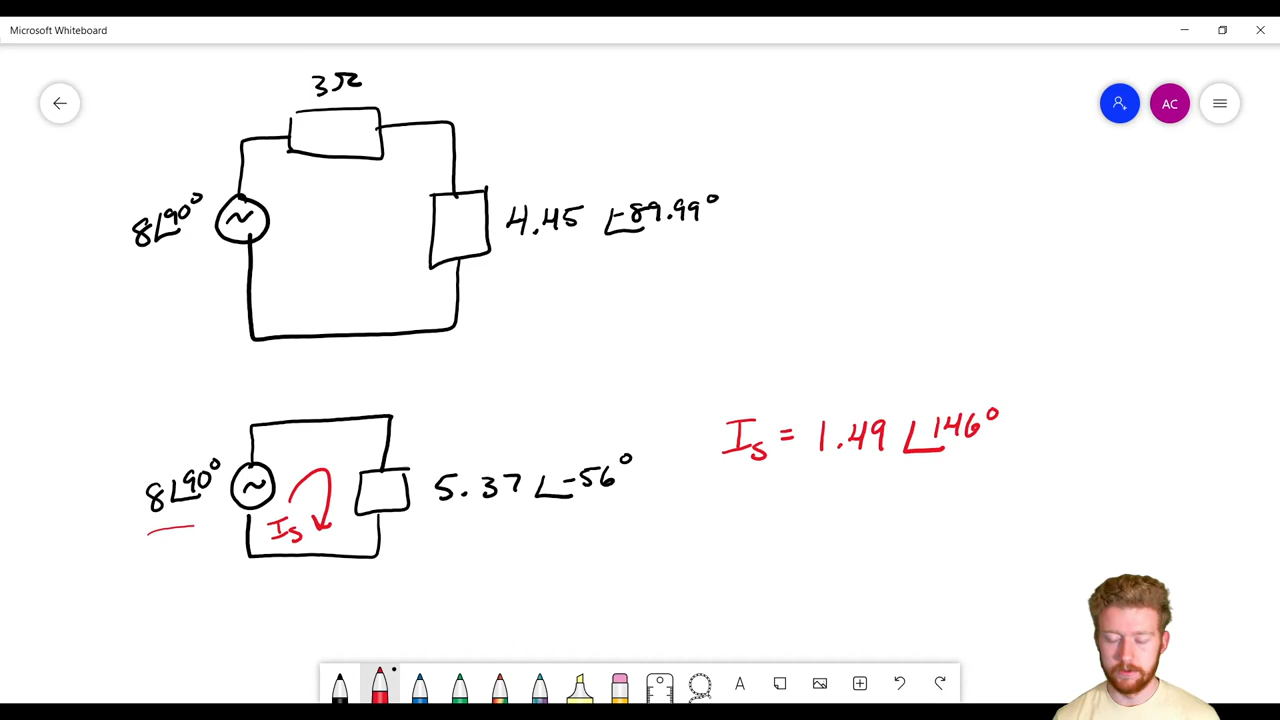 Microsoft Whiteboard
AC
3Ω
8∠90°
4.45 ∠-89.99°
Is = 1.49 ∠146°
8∠90°
Is
5.37 ∠-56°
A